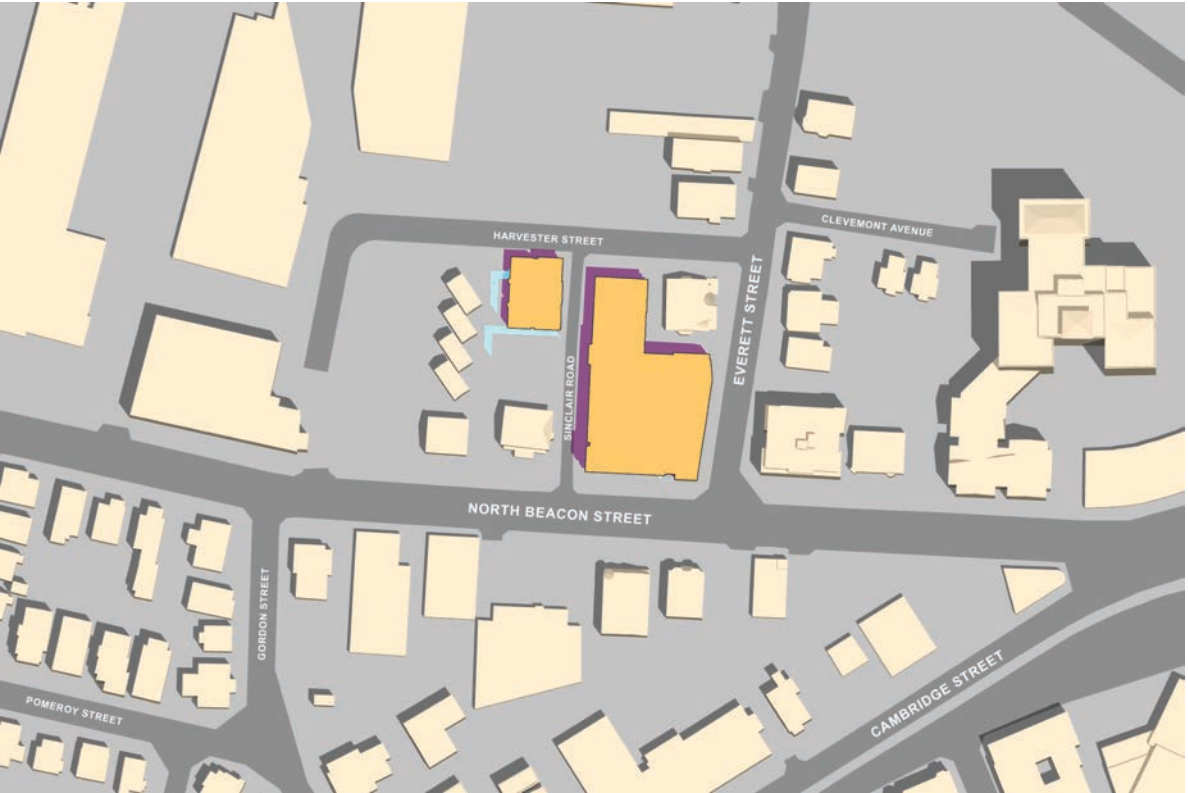 CLEVEMONT AVENUE
HARVESTER STREET
EVERETT STREET
SINCLAIR ROAD
NORTH BEACON STREET
GORDON STREET
CAMBRIDGE STREET
POMEROY STREET